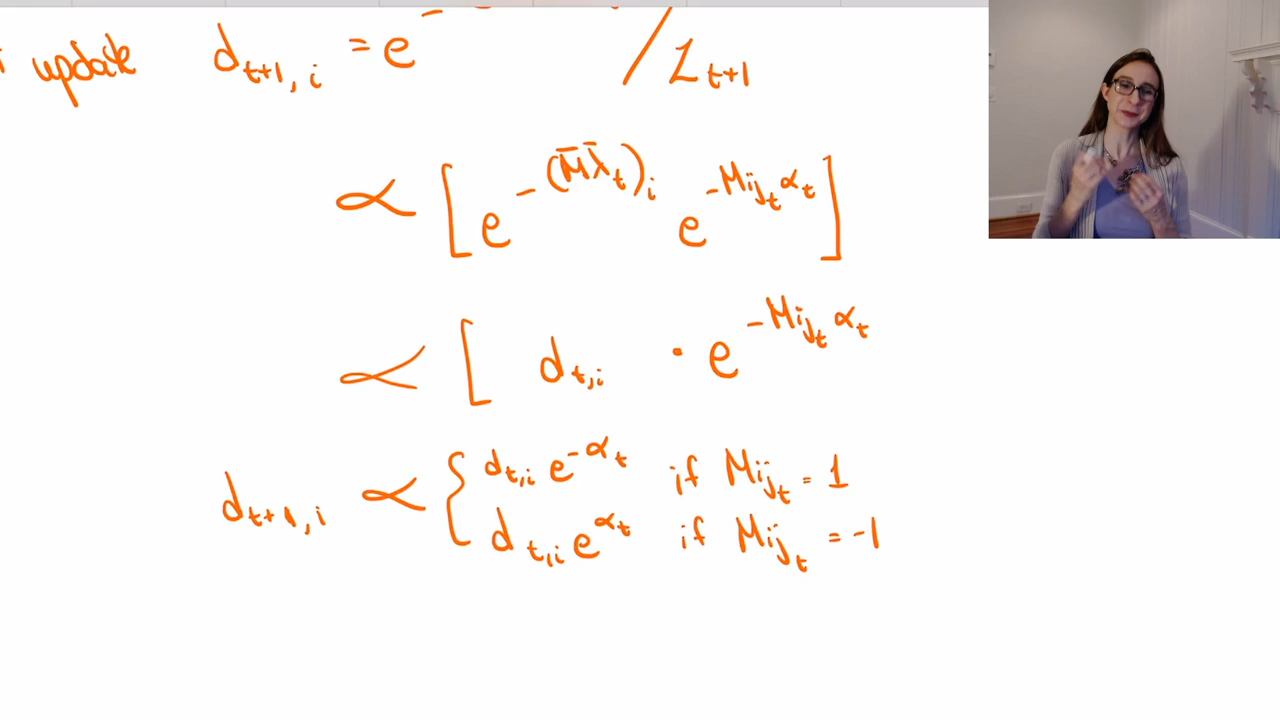 update d_{t+1, i} = e^{-} / Z_{t+1}
∝ [ e^{-(M̄ λ̄_t)_i} e^{-M_{ij_t} α_t} ]
∝ [ d_{t,i} · e^{-M_{ij_t} α_t}
d_{t+1, i} ∝ { d_{t,i} e^{-α_t} if M_{ij_t} = 1
d_{t,i} e^{α_t} if M_{ij_t} = -1